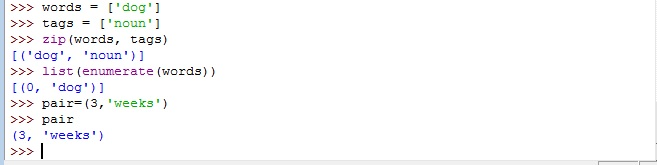 >>> words = ['dog']
>>> tags = ['noun']
>>> zip(words, tags)
[('dog', 'noun')]
>>> list(enumerate(words))
[(0, 'dog')]
>>> pair=(3,'weeks')
>>> pair
(3, 'weeks')
>>>